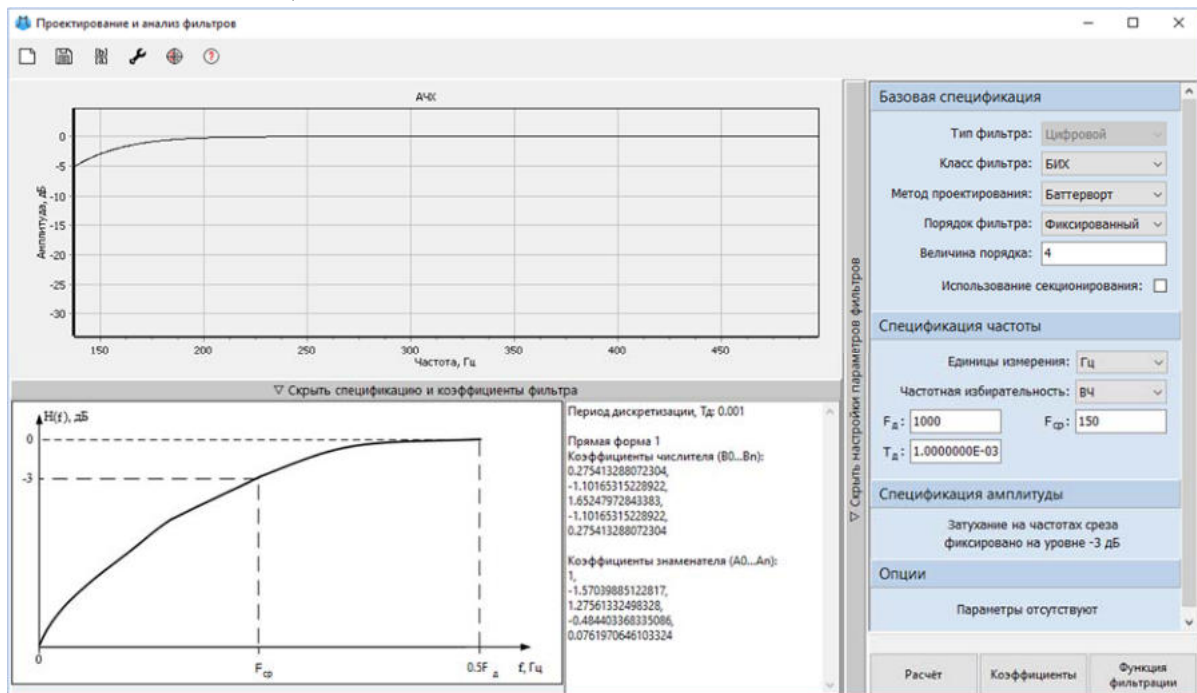 Проектирование и анализ фильтров
АЧХ
0
-5
-10
-15
-20
-25
-30
Амплитуда, дБ
150 200 250 300 350 400 450
Частота, Гц
▽ Скрыть спецификацию и коэффициенты фильтра
H(f), дБ
0
-3
0
Fср
0.5Fд
f, Гц
Период дискретизации, Tд: 0.001
Прямая форма 1
Коэффициенты числителя (B0...Bn):
0.275413288072304,
-1.10165315228922,
1.65247972843383,
-1.10165315228922,
0.275413288072304
Коэффициенты знаменателя (A0...An):
1,
-1.57039885122817,
1.27561332498328,
-0.484403368335086,
0.0761970646103324
▽ Скрыть настройки параметров фильтров
Базовая спецификация
Тип фильтра: Цифровой
Класс фильтра: БИХ
Метод проектирования: Баттерворт
Порядок фильтра: Фиксированный
Величина порядка: 4
Использование секционирования:
Спецификация частоты
Единицы измерения: Гц
Частотная избирательность: ВЧ
Fд: 1000 Fср: 150
Tд: 1.0000000E-03
Спецификация амплитуды
Затухание на частотах среза
фиксировано на уровне -3 дБ
Опции
Параметры отсутствуют
Расчёт Коэффициенты Функция
фильтрации